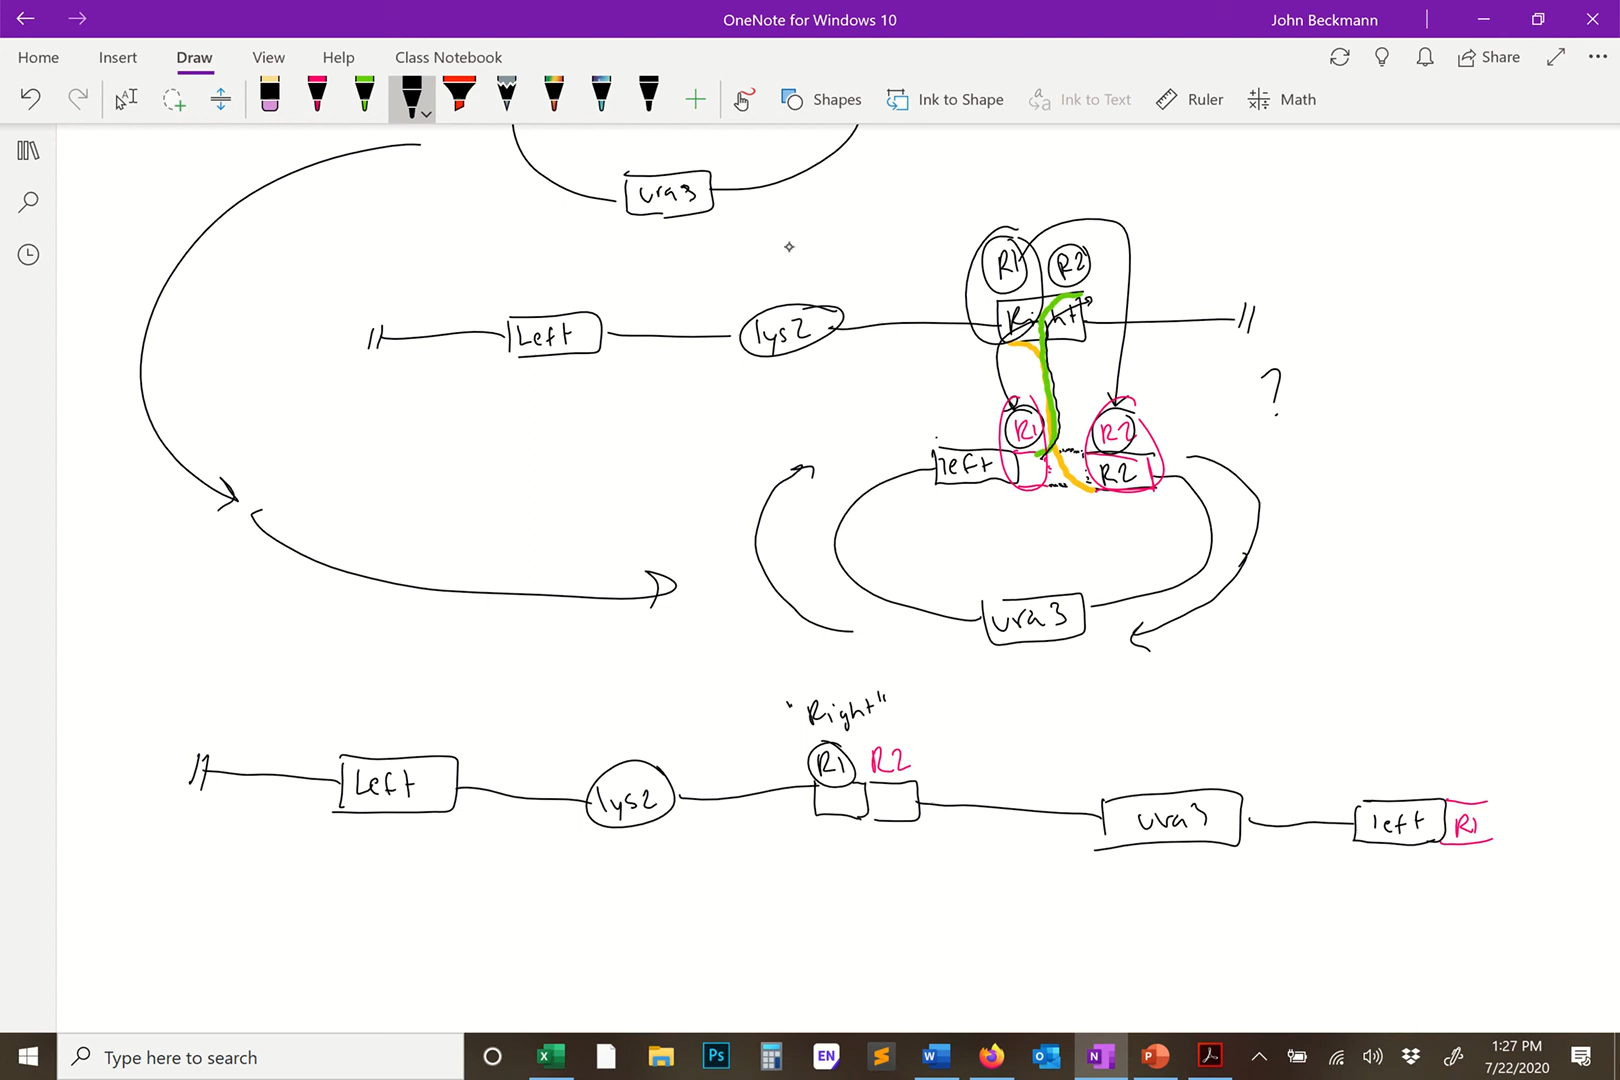 OneNote for Windows 10
John Beckmann
Home Insert Draw View Help Class Notebook
Share
Shapes Ink to Shape Ink to Text Ruler Math
ura3
R1 R2
Left lys2 Right
?
R1 R2
left R2
ura3
"Right"
R1 R2
Left lys2 ura3 left R1
Type here to search
EN
1:27 PM
7/22/2020